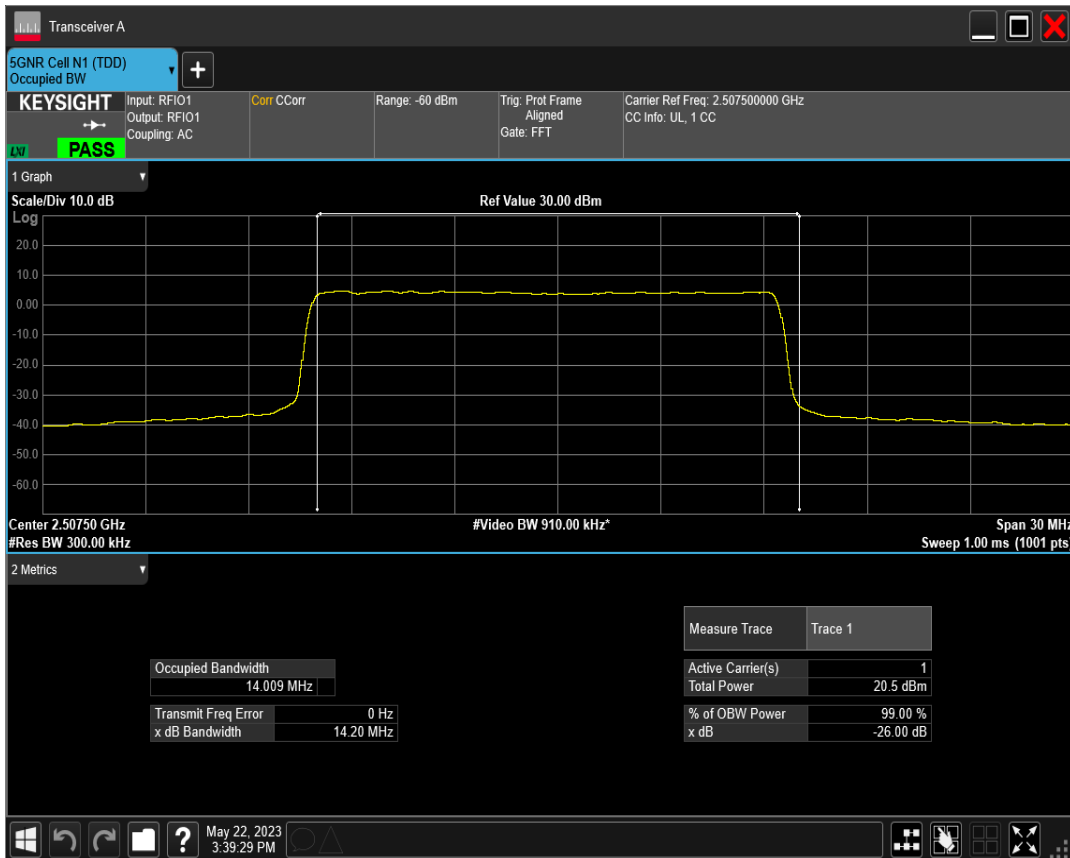 Transceiver A
5GNR Cell N1 (TDD)
Occupied BW
+
KEYSIGHT
LXI
PASS
Input: RFIO1
Output: RFIO1
Coupling: AC
Corr CCorr
Range: -60 dBm
Trig: Prot Frame
Aligned
Gate: FFT
Carrier Ref Freq: 2.507500000 GHz
CC Info: UL, 1 CC
1 Graph
Scale/Div 10.0 dB
Ref Value 30.00 dBm
Log
20.0
10.0
0.00
-10.0
-20.0
-30.0
-40.0
-50.0
-60.0
Center 2.50750 GHz
#Video BW 910.00 kHz*
Span 30 MHz
#Res BW 300.00 kHz
Sweep 1.00 ms (1001 pts)
2 Metrics
Measure Trace Trace 1
Occupied Bandwidth
14.009 MHz
Active Carrier(s) 1
Total Power 20.5 dBm
Transmit Freq Error 0 Hz
x dB Bandwidth 14.20 MHz
% of OBW Power 99.00 %
x dB -26.00 dB
?
May 22, 2023
3:39:29 PM